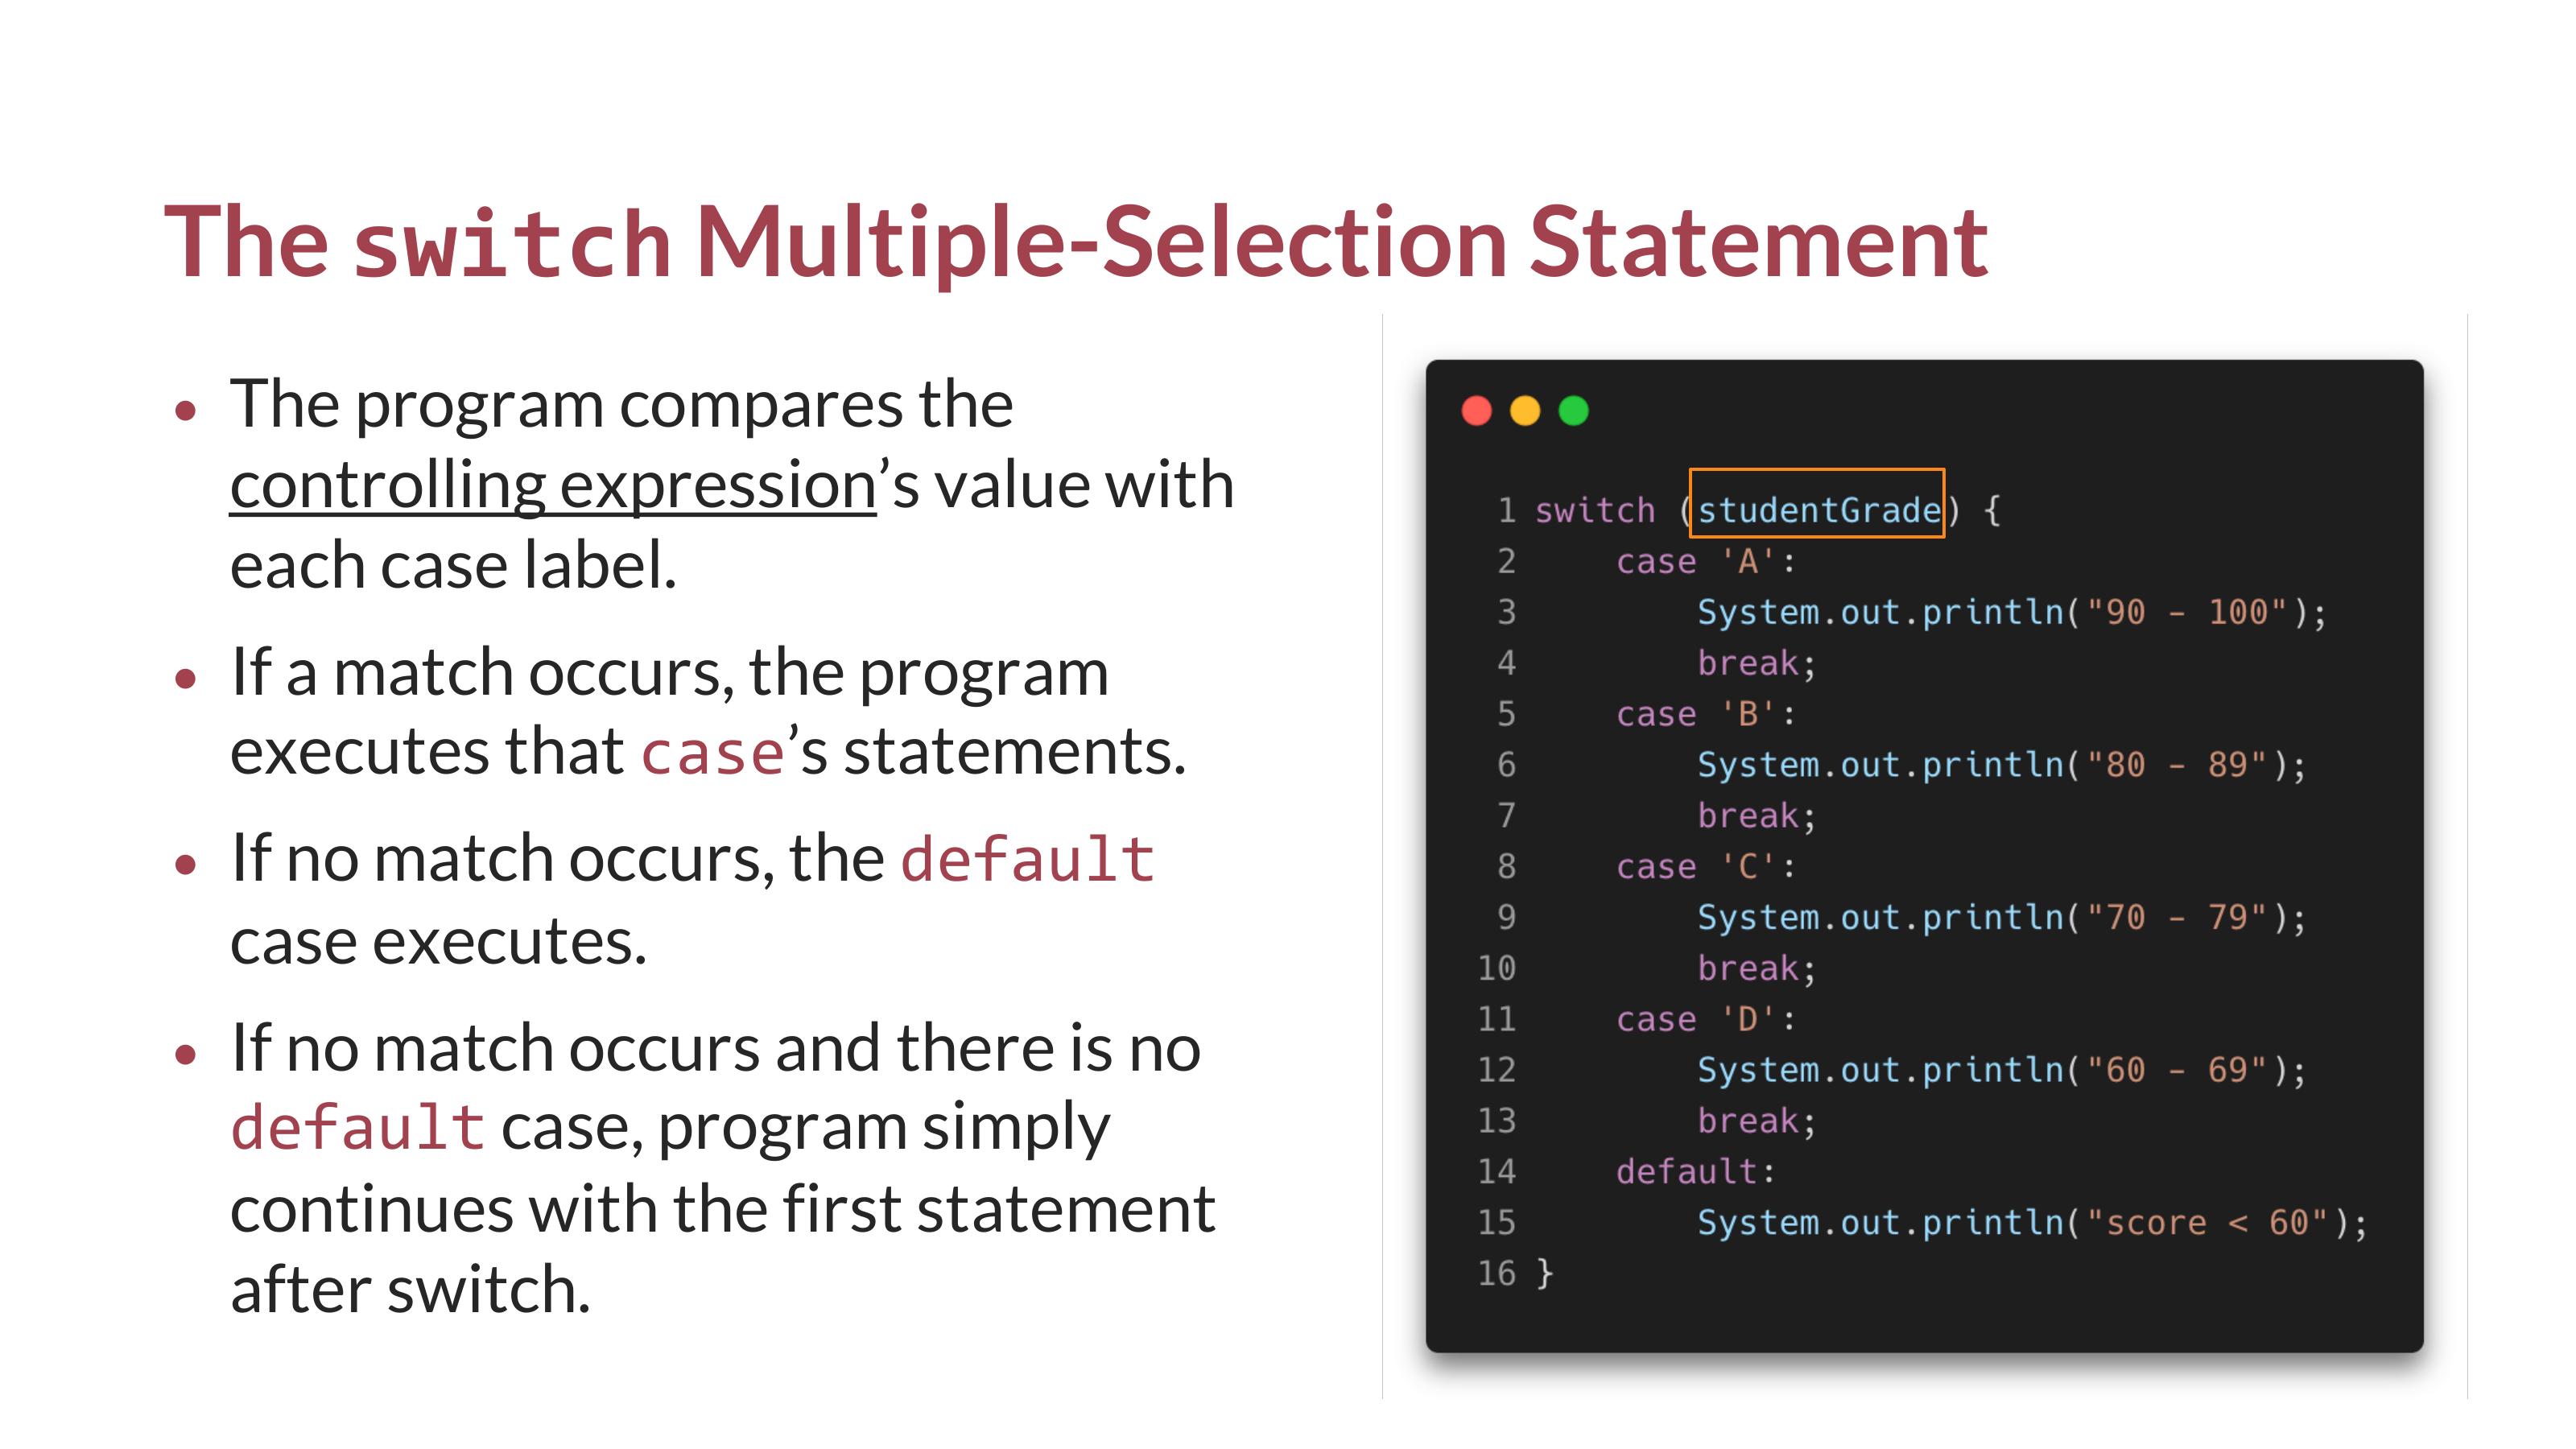 The switch Multiple-Selection Statement
• The program compares the
controlling expression’s value with
each case label.
• If a match occurs, the program
executes that case’s statements.
• If no match occurs, the default
case executes.
• If no match occurs and there is no
default case, program simply
continues with the first statement
after switch.
1 switch (studentGrade) {
2     case 'A':
3         System.out.println("90 - 100");
4         break;
5     case 'B':
6         System.out.println("80 - 89");
7         break;
8     case 'C':
9         System.out.println("70 - 79");
10         break;
11     case 'D':
12         System.out.println("60 - 69");
13         break;
14     default:
15         System.out.println("score < 60");
16 }